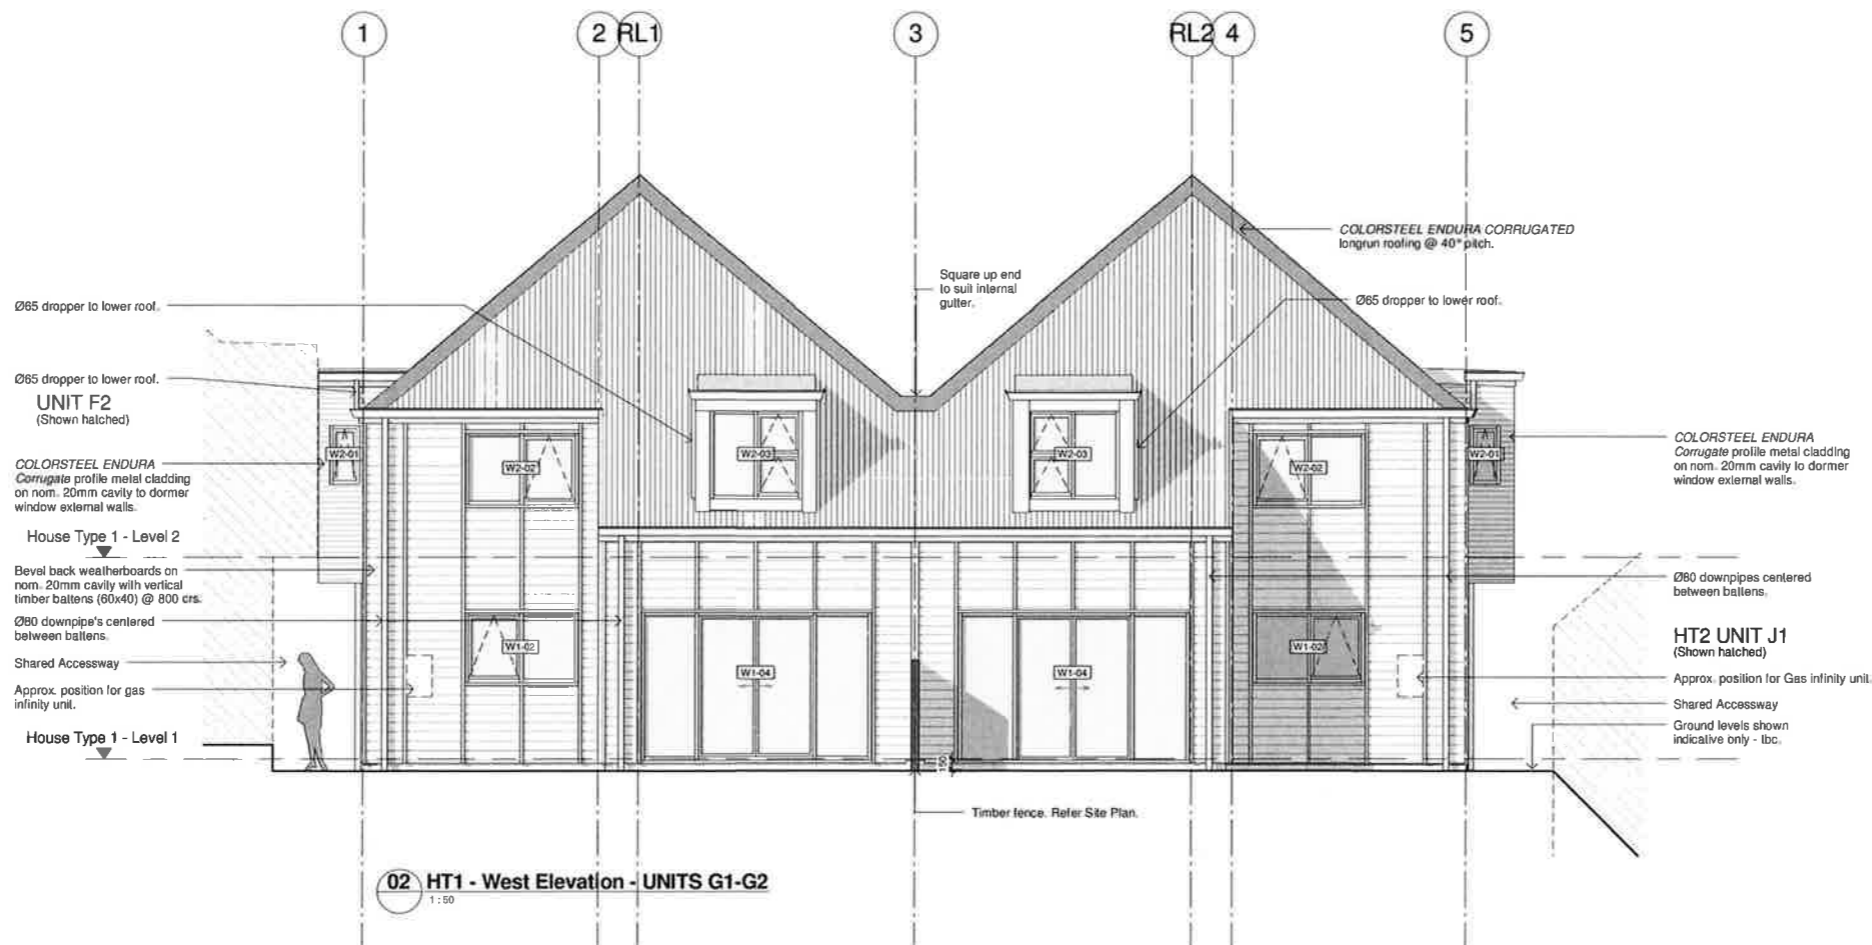 1
2
RL1
3
RL2
4
5
COLORSTEEL ENDURA CORRUGATED
longrun roofing @ 40° pitch.
Square up end
to suit internal
gutter.
Ø65 dropper to lower roof.
Ø65 dropper to lower roof.
Ø65 dropper to lower roof.
UNIT F2
(Shown hatched)
COLORSTEEL ENDURA
Corrugate profile metal cladding
on nom. 20mm cavity to dormer
window external walls.
House Type 1 - Level 2
Bevel back weatherboards on
nom. 20mm cavity with vertical
timber battens (60x40) @ 800 crs.
Ø80 downpipe's centered
between battens.
Shared Accessway
Approx. position for gas
infinity unit.
House Type 1 - Level 1
W2-01
W2-02
W2-03
W2-03
W2-02
W2-01
W1-02
W1-04
W1-04
W1-02
150
COLORSTEEL ENDURA
Corrugate profile metal cladding
on nom. 20mm cavity to dormer
window external walls.
Ø80 downpipes centered
between battens.
HT2 UNIT J1
(Shown hatched)
Approx. position for Gas infinity unit.
Shared Accessway
Ground levels shown
indicative only - tbc.
Timber fence. Refer Site Plan.
02 HT1 - West Elevation - UNITS G1-G2
1 : 50